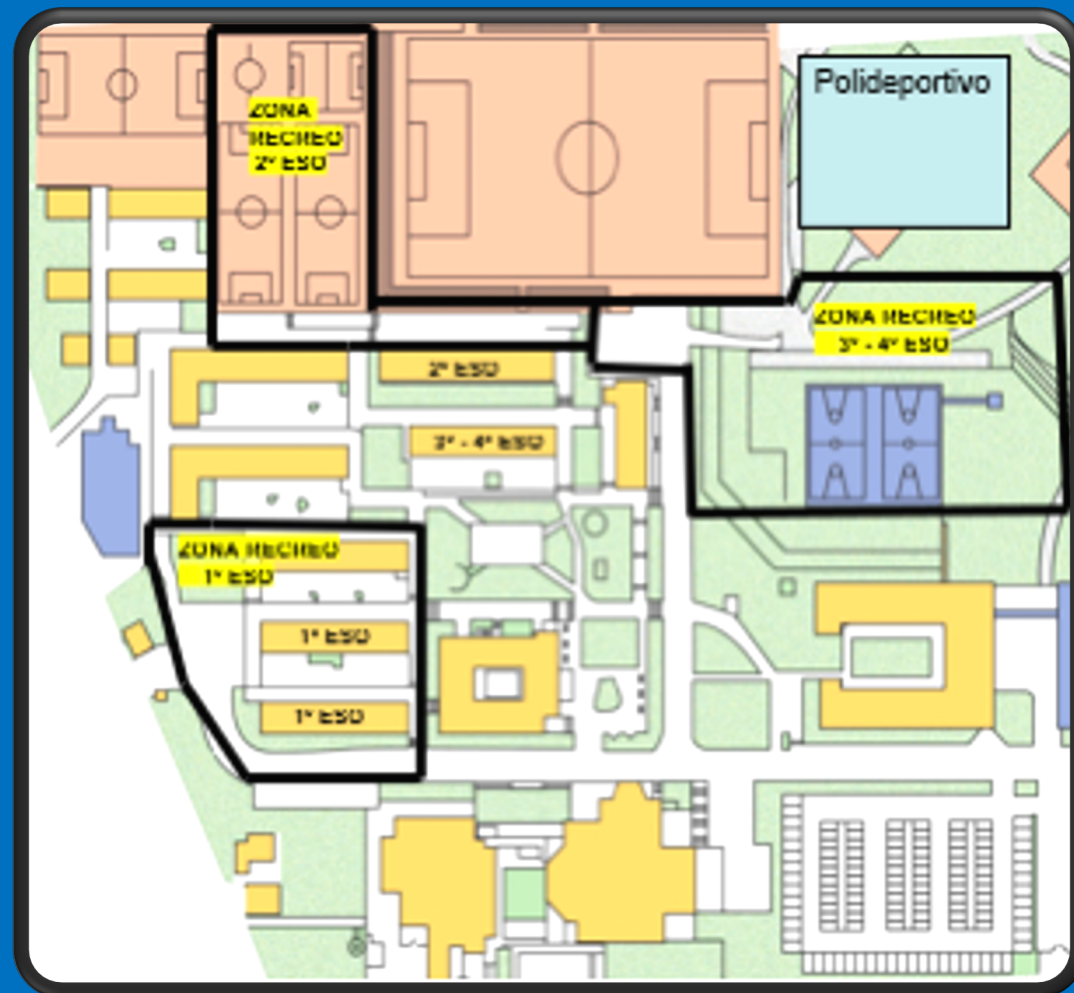 Polideportivo
ZONA
RECREO
2º ESO
ZONA RECREO
3º - 4º ESO
2º ESO
3º - 4º ESO
ZONA RECREO
1º ESO
1º ESO
1º ESO